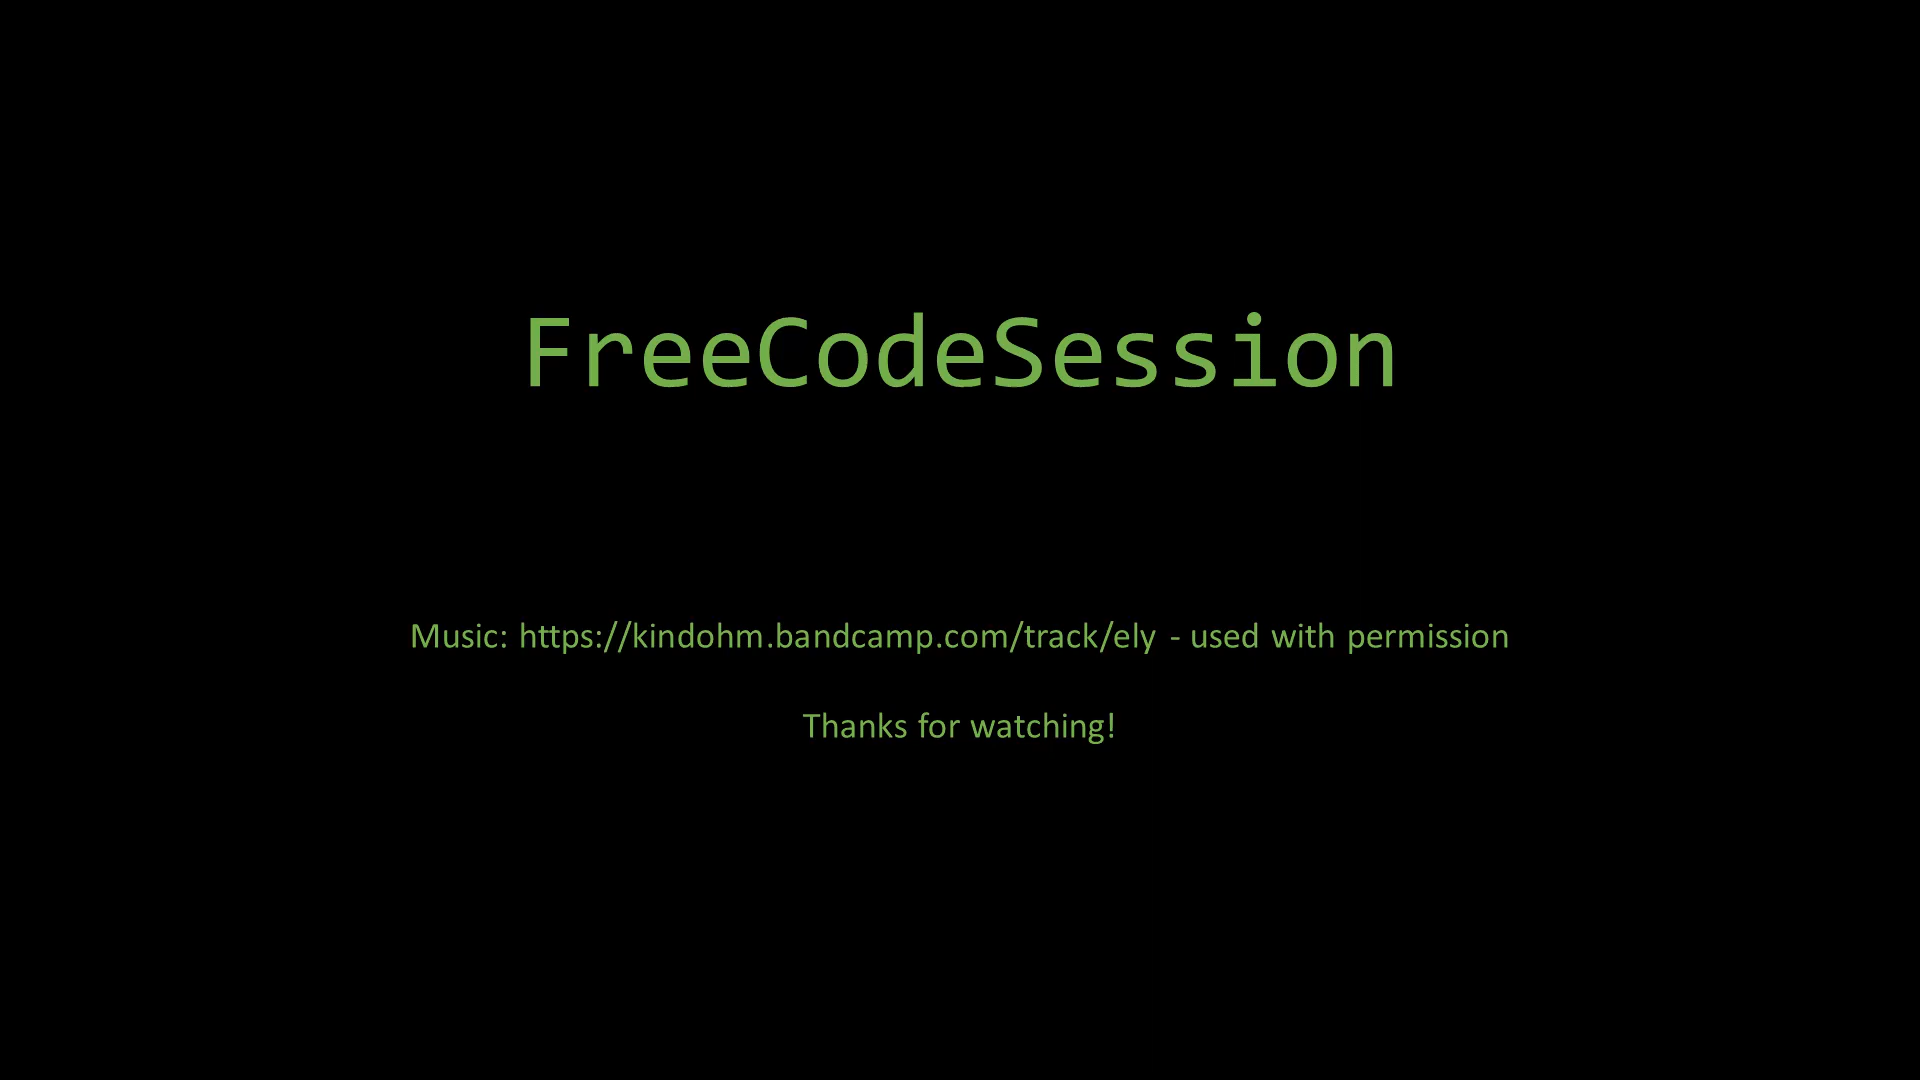 FreeCodeSession
Music: https://kindohm.bandcamp.com/track/ely - used with permission
Thanks for watching!